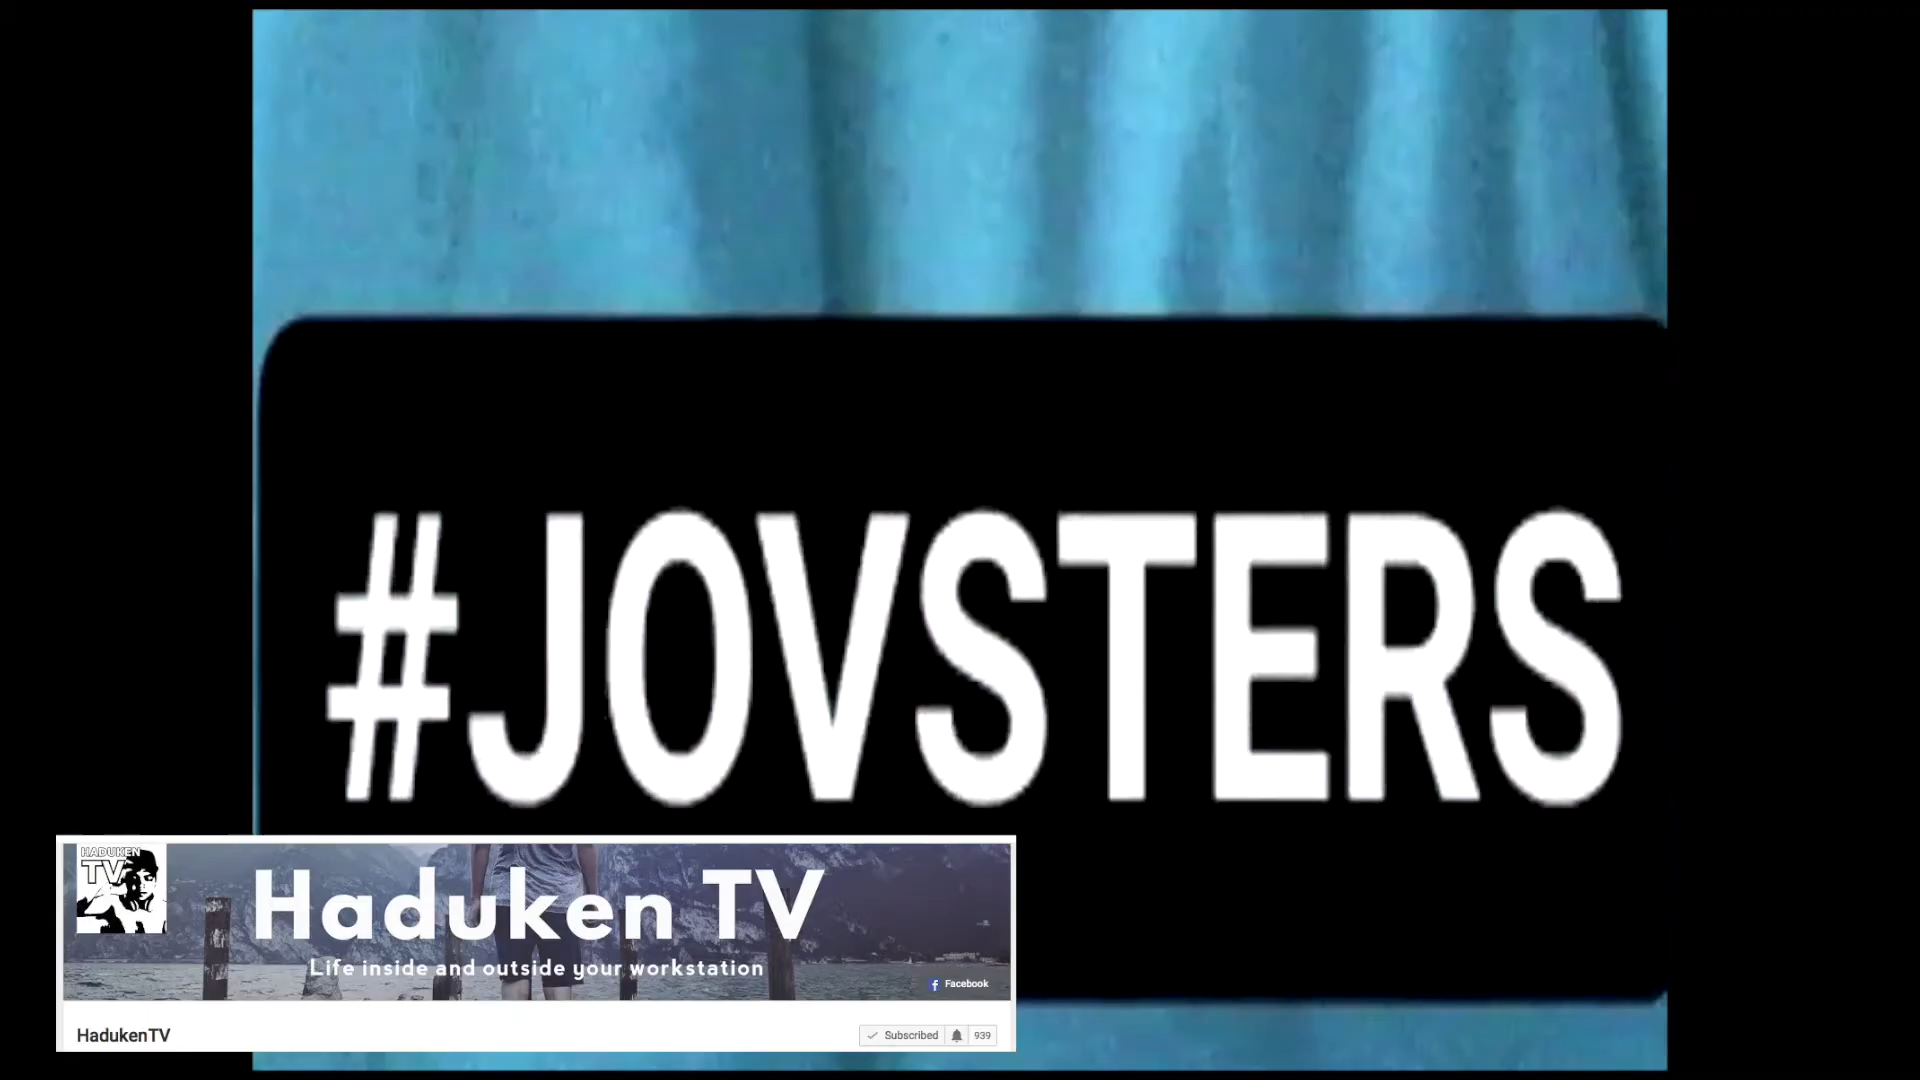 #JOVSTERS
HADUKEN
TV
Haduken TV
Life inside and outside your workstation
Facebook
HadukenTV
Subscribed 939